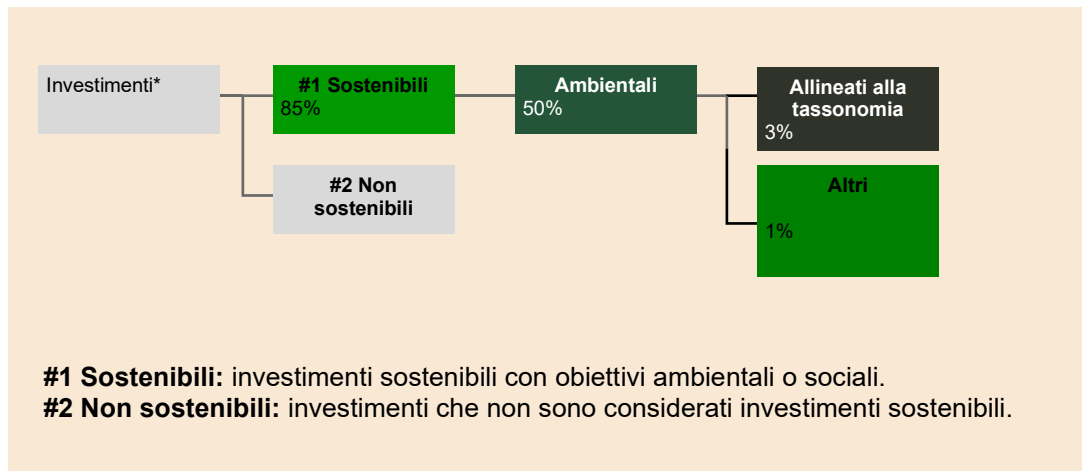 Investimenti*
#1 Sostenibili
85%
Ambientali
50%
Allineati alla
tassonomia
3%
#2 Non
sostenibili
Altri
1%
#1 Sostenibili: investimenti sostenibili con obiettivi ambientali o sociali.
#2 Non sostenibili: investimenti che non sono considerati investimenti sostenibili.